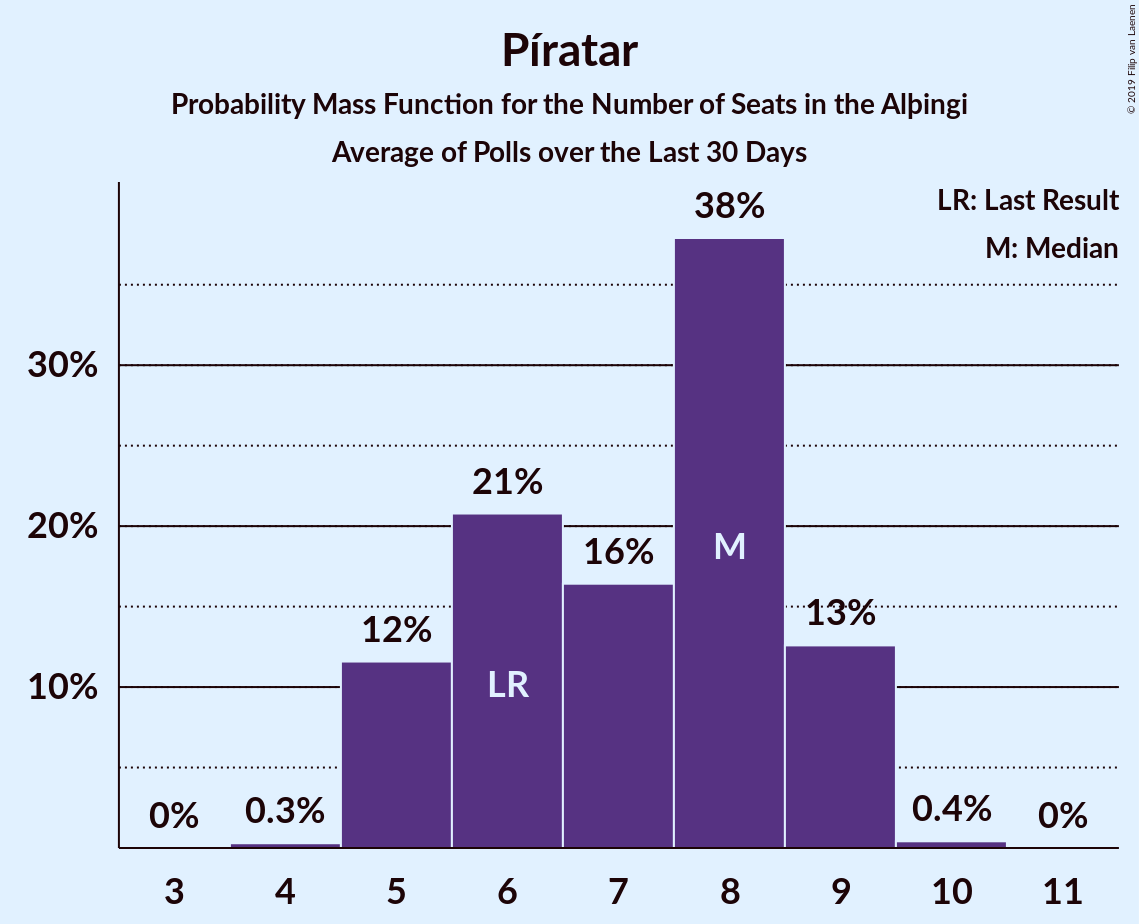 Píratar
Probability Mass Function for the Number of Seats in the Alþingi
Average of Polls over the Last 30 Days
© 2019 Filip van Laenen
LR: Last Result
M: Median
38%
30%
21%
20%
16%
M
13%
12%
LR
10%
0%
0.3%
0.4%
0%
3 4 5 6 7 8 9 10 11